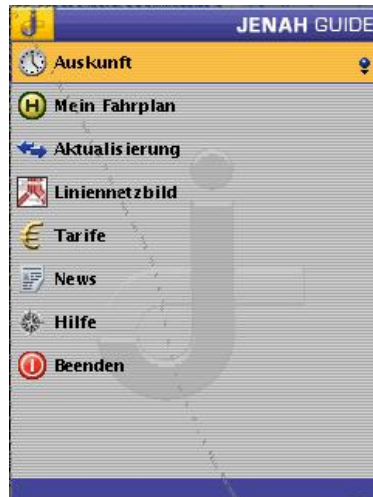 JENAH GUIDE
Auskunft
Mein Fahrplan
Aktualisierung
Liniennetzbild
Tarife
News
Hilfe
Beenden